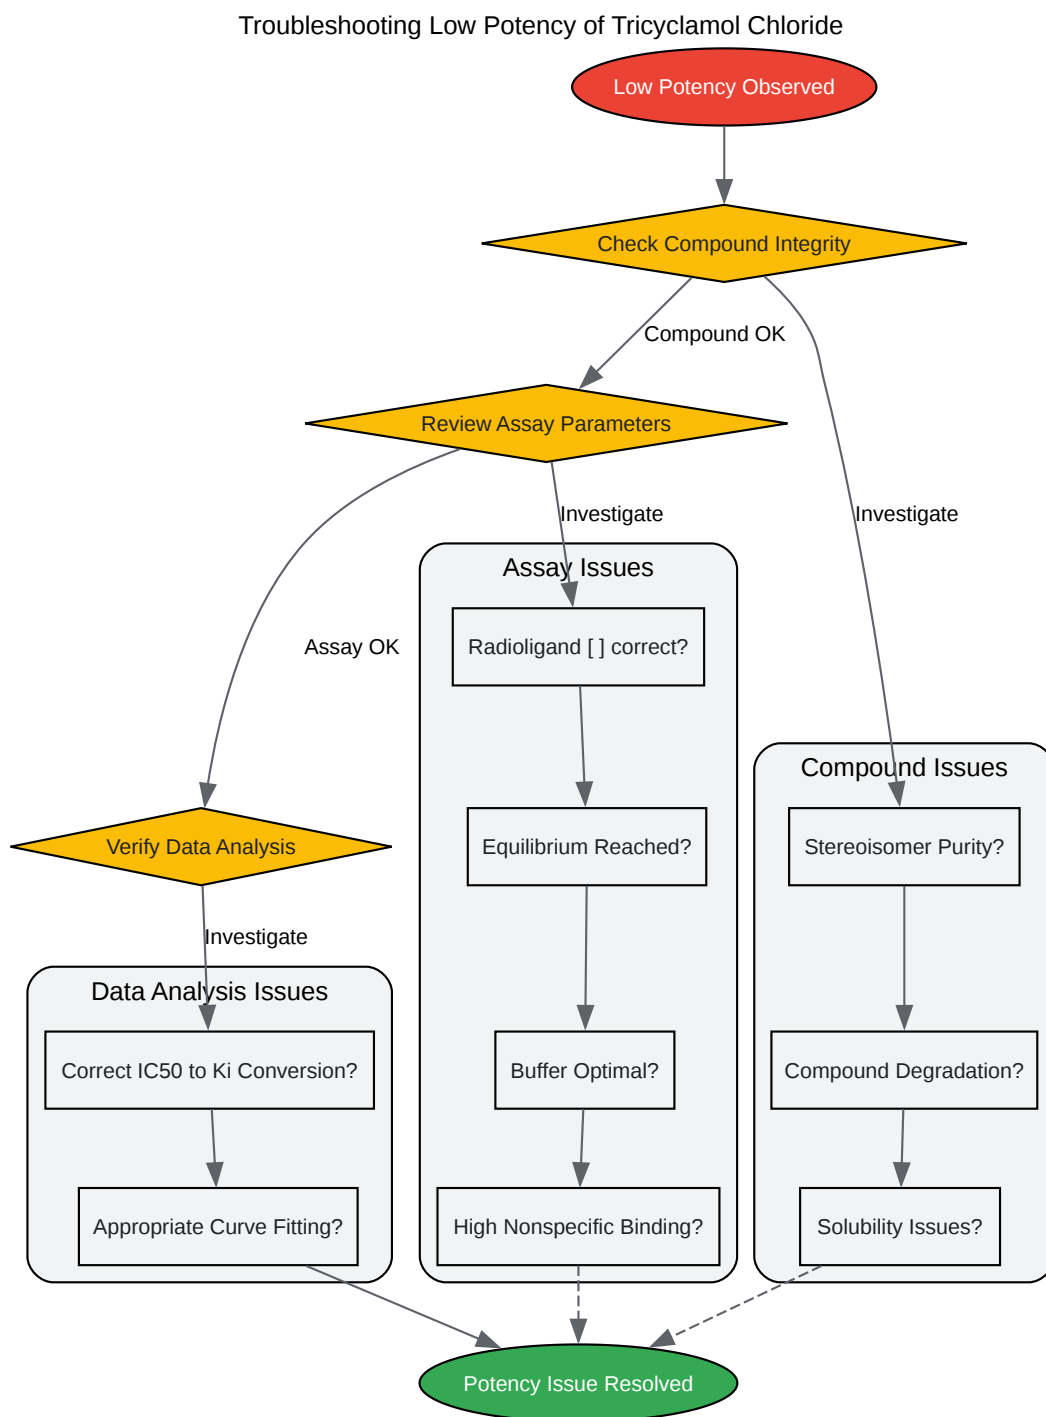 Troubleshooting Low Potency of Tricyclamol Chloride
Low Potency Observed
Check Compound Integrity
Compound OK
Review Assay Parameters
Investigate
Investigate
Assay Issues
Radioligand [ ] correct?
Assay OK
Compound Issues
Verify Data Analysis
Equilibrium Reached?
Stereoisomer Purity?
Investigate
Data Analysis Issues
Correct IC50 to Ki Conversion?
Buffer Optimal?
Compound Degradation?
Appropriate Curve Fitting?
High Nonspecific Binding?
Solubility Issues?
Potency Issue Resolved